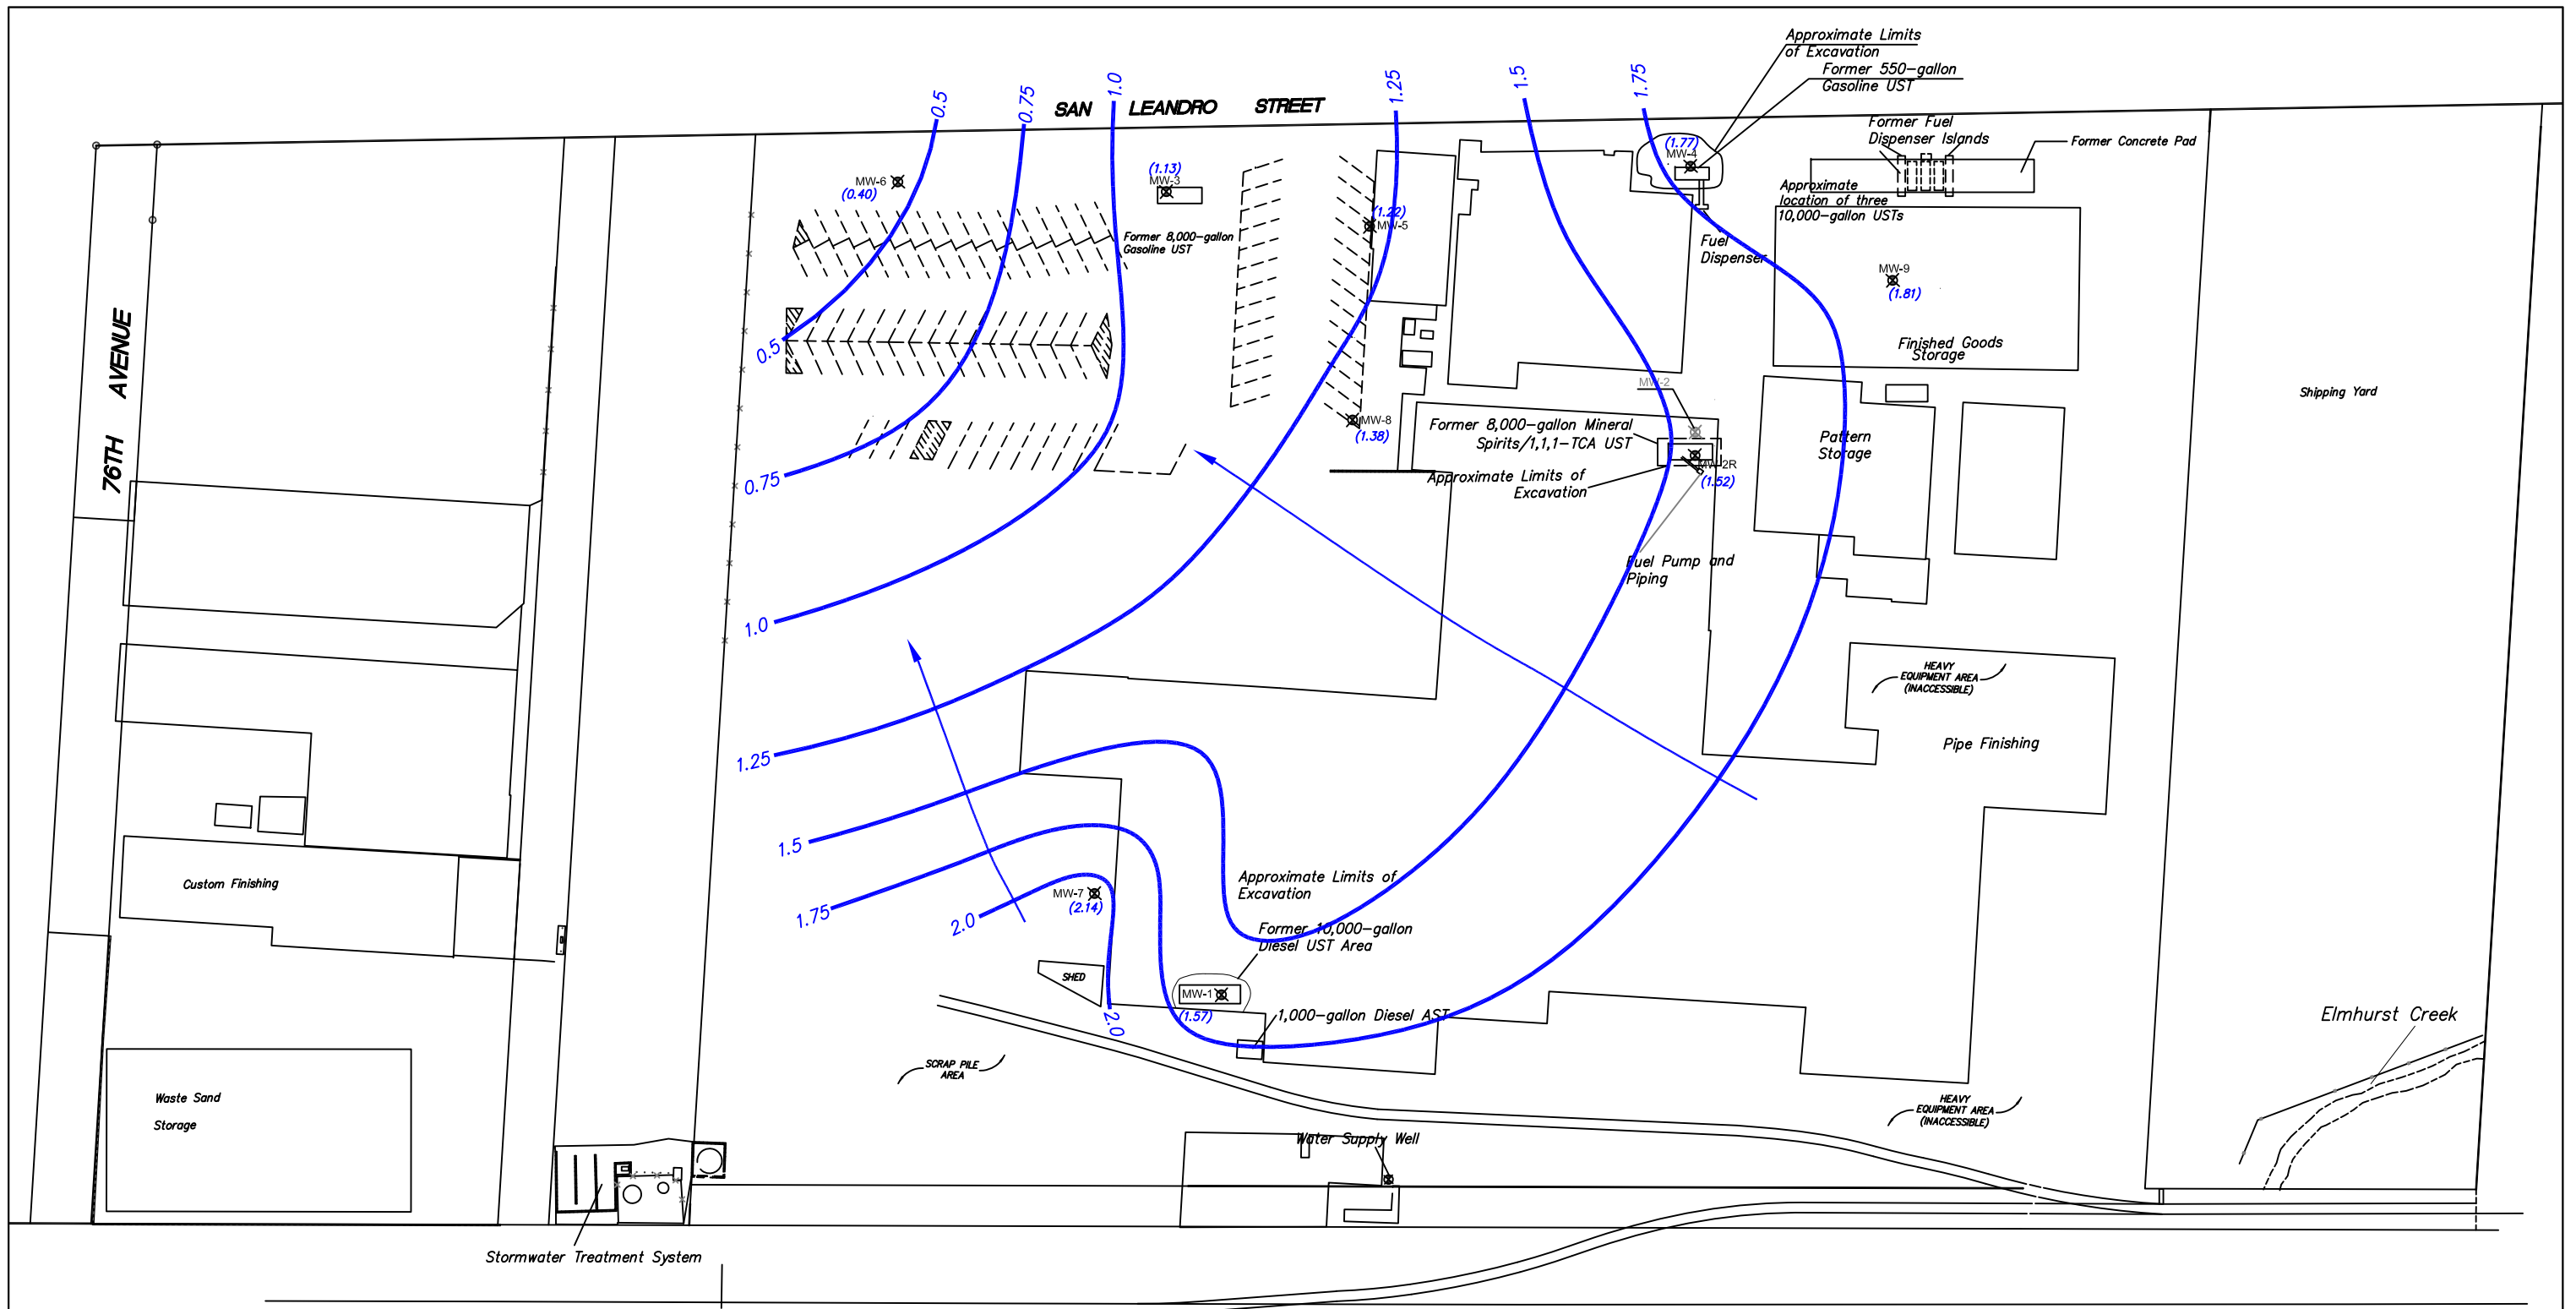 Approximate Limits
of Excavation
Former 550-gallon
Gasoline UST
0.5
0.75
1.0
SAN LEANDRO STREET
1.25
1.5
1.75
Former Fuel
Dispenser Islands
Former Concrete Pad
(1.77)
MW-4
MW-6
(0.40)
(1.13)
MW-3
Former 8,000-gallon
Gasoline UST
(1.22)
MW-5
Approximate
location of three
10,000-gallon USTs
Fuel
Dispenser
MW-9
(1.81)
Finished Goods
Storage
76TH AVENUE
0.5
MW-2
Shipping Yard
MW-8
(1.38)
Former 8,000-gallon Mineral
Spirits/1,1,1-TCA UST
Pattern
Storage
0.75
Approximate Limits of
Excavation
MW-2R
(1.52)
Fuel Pump and
Piping
1.0
HEAVY
EQUIPMENT AREA
(INACCESSIBLE)
Pipe Finishing
1.25
1.5
Custom Finishing
1.75
2.0
MW-7
(2.14)
Approximate Limits of
Excavation
Former 10,000-gallon
Diesel UST Area
SHED
MW-1
(1.57)
2.0
1,000-gallon Diesel AST
Elmhurst Creek
SCRAP PILE
AREA
Waste Sand
Storage
HEAVY
EQUIPMENT AREA
(INACCESSIBLE)
Water Supply Well
Stormwater Treatment System